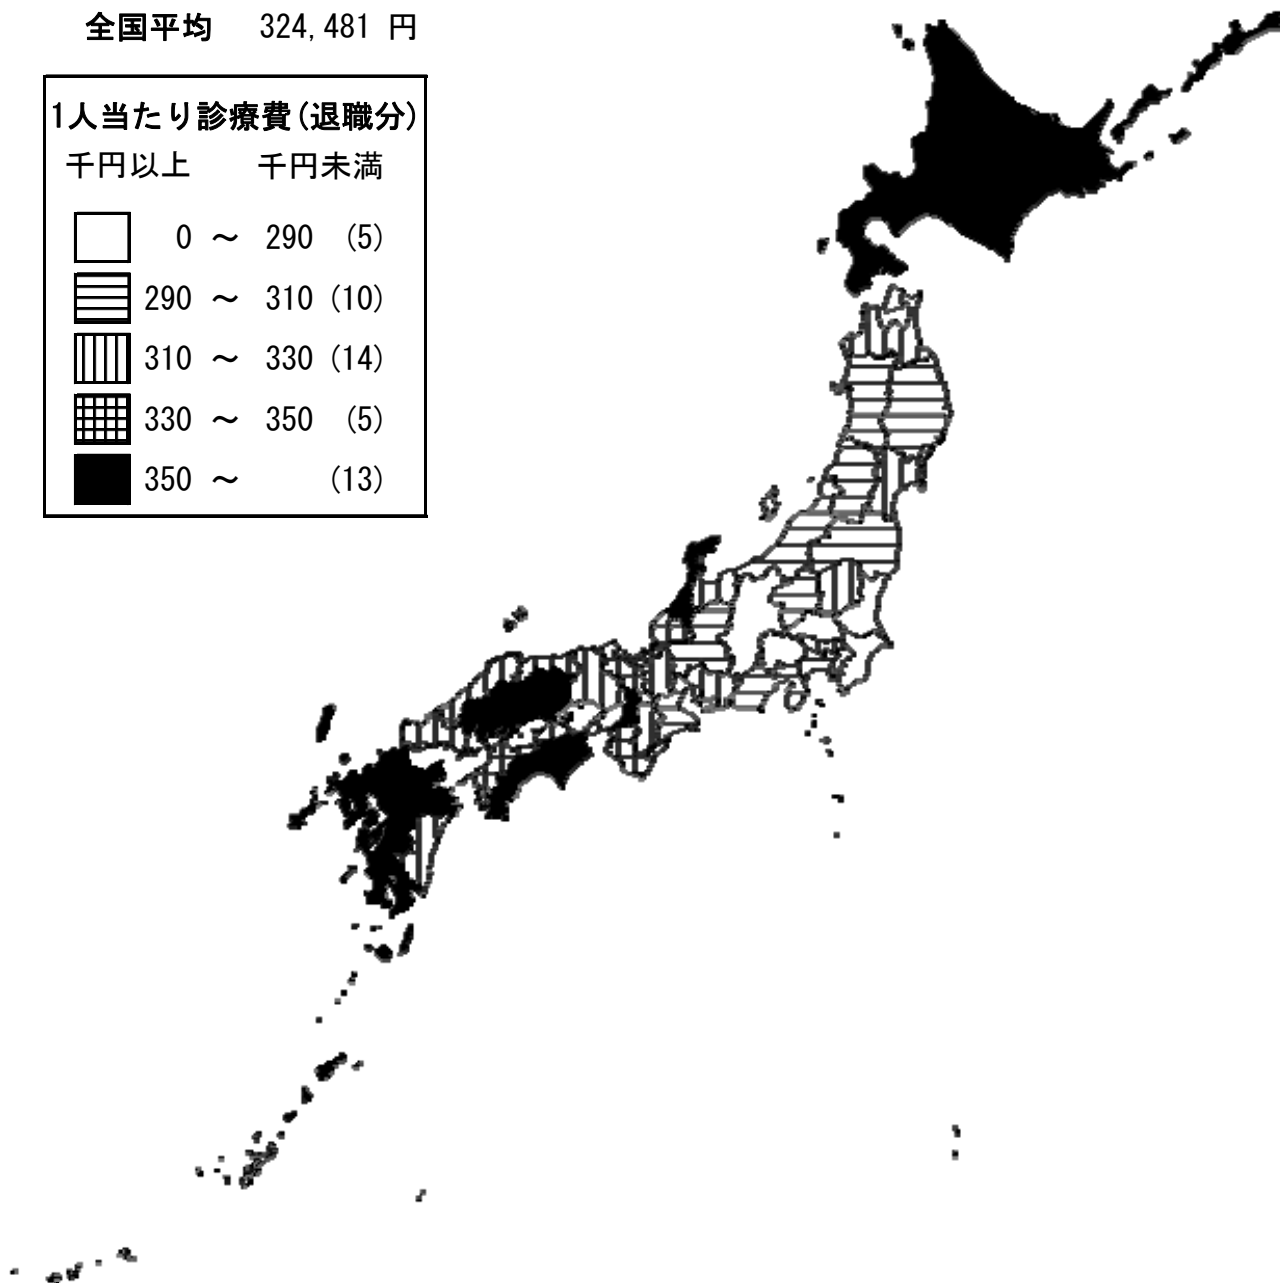 全国平均 324,481 円
1人当たり診療費(退職分)
千円以上 千円未満
0 ～ 290 (5)
290 ～ 310 (10)
310 ～ 330 (14)
330 ～ 350 (5)
350 ～ (13)